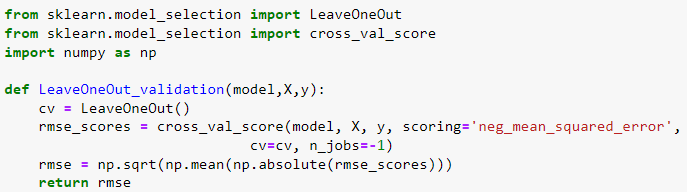 from sklearn.model_selection import LeaveOneOut
from sklearn.model_selection import cross_val_score
import numpy as np
def LeaveOneOut_validation(model,X,y):
    cv = LeaveOneOut()
    rmse_scores = cross_val_score(model, X, y, scoring='neg_mean_squared_error',
                            cv=cv, n_jobs=-1)
    rmse = np.sqrt(np.mean(np.absolute(rmse_scores)))
    return rmse